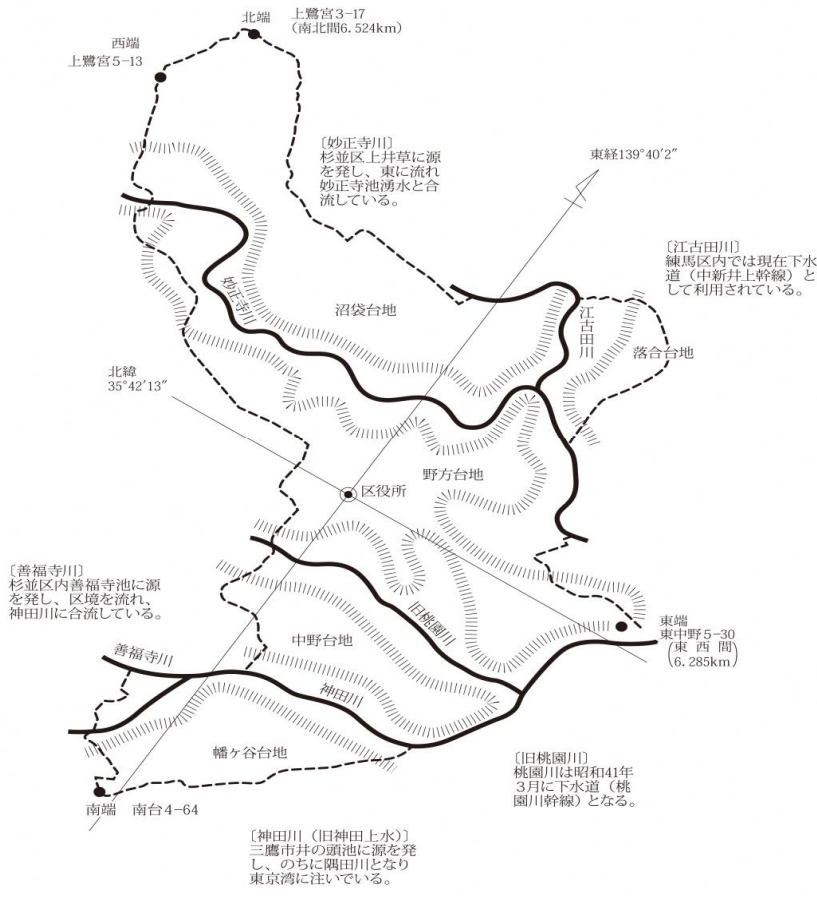 北端
上鷺宮3-17
（南北間6.524km）
西端
上鷺宮5-13
〔妙正寺川〕
杉並区上井草に源
を発し、東に流れ
妙正寺池湧水と合
流している。
東経139°40′2″
〔江古田川〕
練馬区内では現在下水
道（中新井上幹線）と
して利用されている。
妙正寺川
沼袋台地
江古田川
落合台地
北緯
35°42′13″
野方台地
区役所
〔善福寺川〕
杉並区内善福寺池に源
を発し、区境を流れ、
神田川に合流している。
旧桃園川
東端
東中野5-30
（東西間
6.285km）
中野台地
善福寺川
神田川
幡ヶ谷台地
〔旧桃園川〕
桃園川は昭和41年
3月に下水道（桃
園川幹線）となる。
南端　南台4-64
〔神田川（旧神田上水）〕
三鷹市井の頭池に源を発
し、のちに隅田川となり
東京湾に注いでいる。